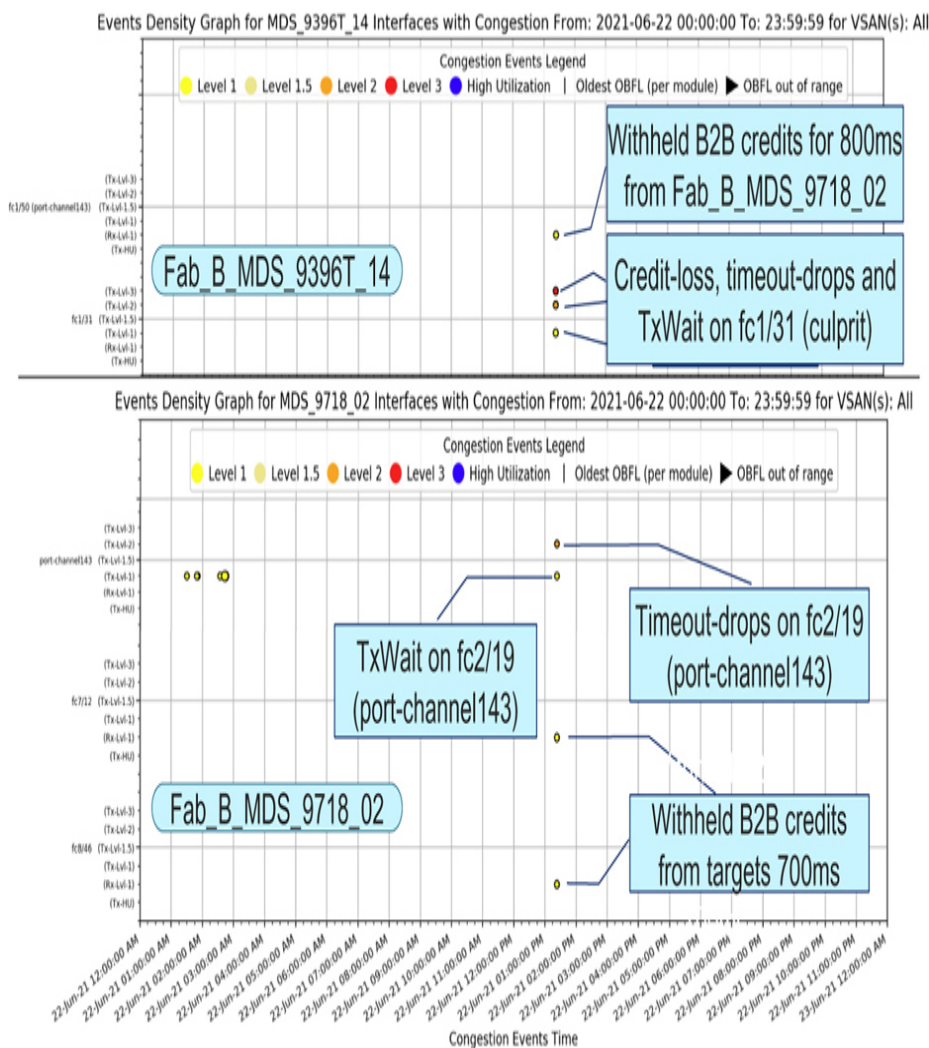 Events Density Graph for MDS_9396T_14 Interfaces with Congestion From: 2021-06-22 00:00:00 To: 23:59:59 for VSAN(s): All
Congestion Events Legend
Level 1 Level 1.5 Level 2 Level 3 High Utilization Oldest OBFL (per module) OBFL out of range
Withheld B2B credits for 800ms
from Fab_B_MDS_9718_02
(Tx-Lvl-3)
(Tx-Lvl-2)
fc1/50 (port-channel143) (Tx-Lvl-1.5)
(Tx-Lvl-1)
(Rx-Lvl-1)
(Tx-HU)
Fab_B_MDS_9396T_14
Credit-loss, timeout-drops and
TxWait on fc1/31 (culprit)
(Tx-Lvl-3)
(Tx-Lvl-2)
fc1/31 (Tx-Lvl-1.5)
(Tx-Lvl-1)
(Rx-Lvl-1)
(Tx-HU)
Events Density Graph for MDS_9718_02 Interfaces with Congestion From: 2021-06-22 00:00:00 To: 23:59:59 for VSAN(s): All
Congestion Events Legend
Level 1 Level 1.5 Level 2 Level 3 High Utilization Oldest OBFL (per module) OBFL out of range
(Tx-Lvl-3)
(Tx-Lvl-2)
port-channel143 (Tx-Lvl-1.5)
(Tx-Lvl-1)
(Rx-Lvl-1)
(Tx-HU)
Timeout-drops on fc2/19
(port-channel143)
TxWait on fc2/19
(port-channel143)
(Tx-Lvl-3)
(Tx-Lvl-2)
fc7/12 (Tx-Lvl-1.5)
(Tx-Lvl-1)
(Rx-Lvl-1)
(Tx-HU)
Fab_B_MDS_9718_02
Withheld B2B credits
from targets 700ms
(Tx-Lvl-3)
(Tx-Lvl-2)
fc8/46 (Tx-Lvl-1.5)
(Tx-Lvl-1)
(Rx-Lvl-1)
(Tx-HU)
22-Jun-21 12:00:00 AM
22-Jun-21 01:00:00 AM
22-Jun-21 02:00:00 AM
22-Jun-21 03:00:00 AM
22-Jun-21 04:00:00 AM
22-Jun-21 05:00:00 AM
22-Jun-21 06:00:00 AM
22-Jun-21 07:00:00 AM
22-Jun-21 08:00:00 AM
22-Jun-21 09:00:00 AM
22-Jun-21 10:00:00 AM
22-Jun-21 11:00:00 AM
22-Jun-21 12:00:00 PM
22-Jun-21 01:00:00 PM
22-Jun-21 02:00:00 PM
22-Jun-21 03:00:00 PM
22-Jun-21 04:00:00 PM
22-Jun-21 05:00:00 PM
22-Jun-21 06:00:00 PM
22-Jun-21 07:00:00 PM
22-Jun-21 08:00:00 PM
22-Jun-21 09:00:00 PM
22-Jun-21 10:00:00 PM
22-Jun-21 11:00:00 PM
23-Jun-21 12:00:00 AM
Congestion Events Time